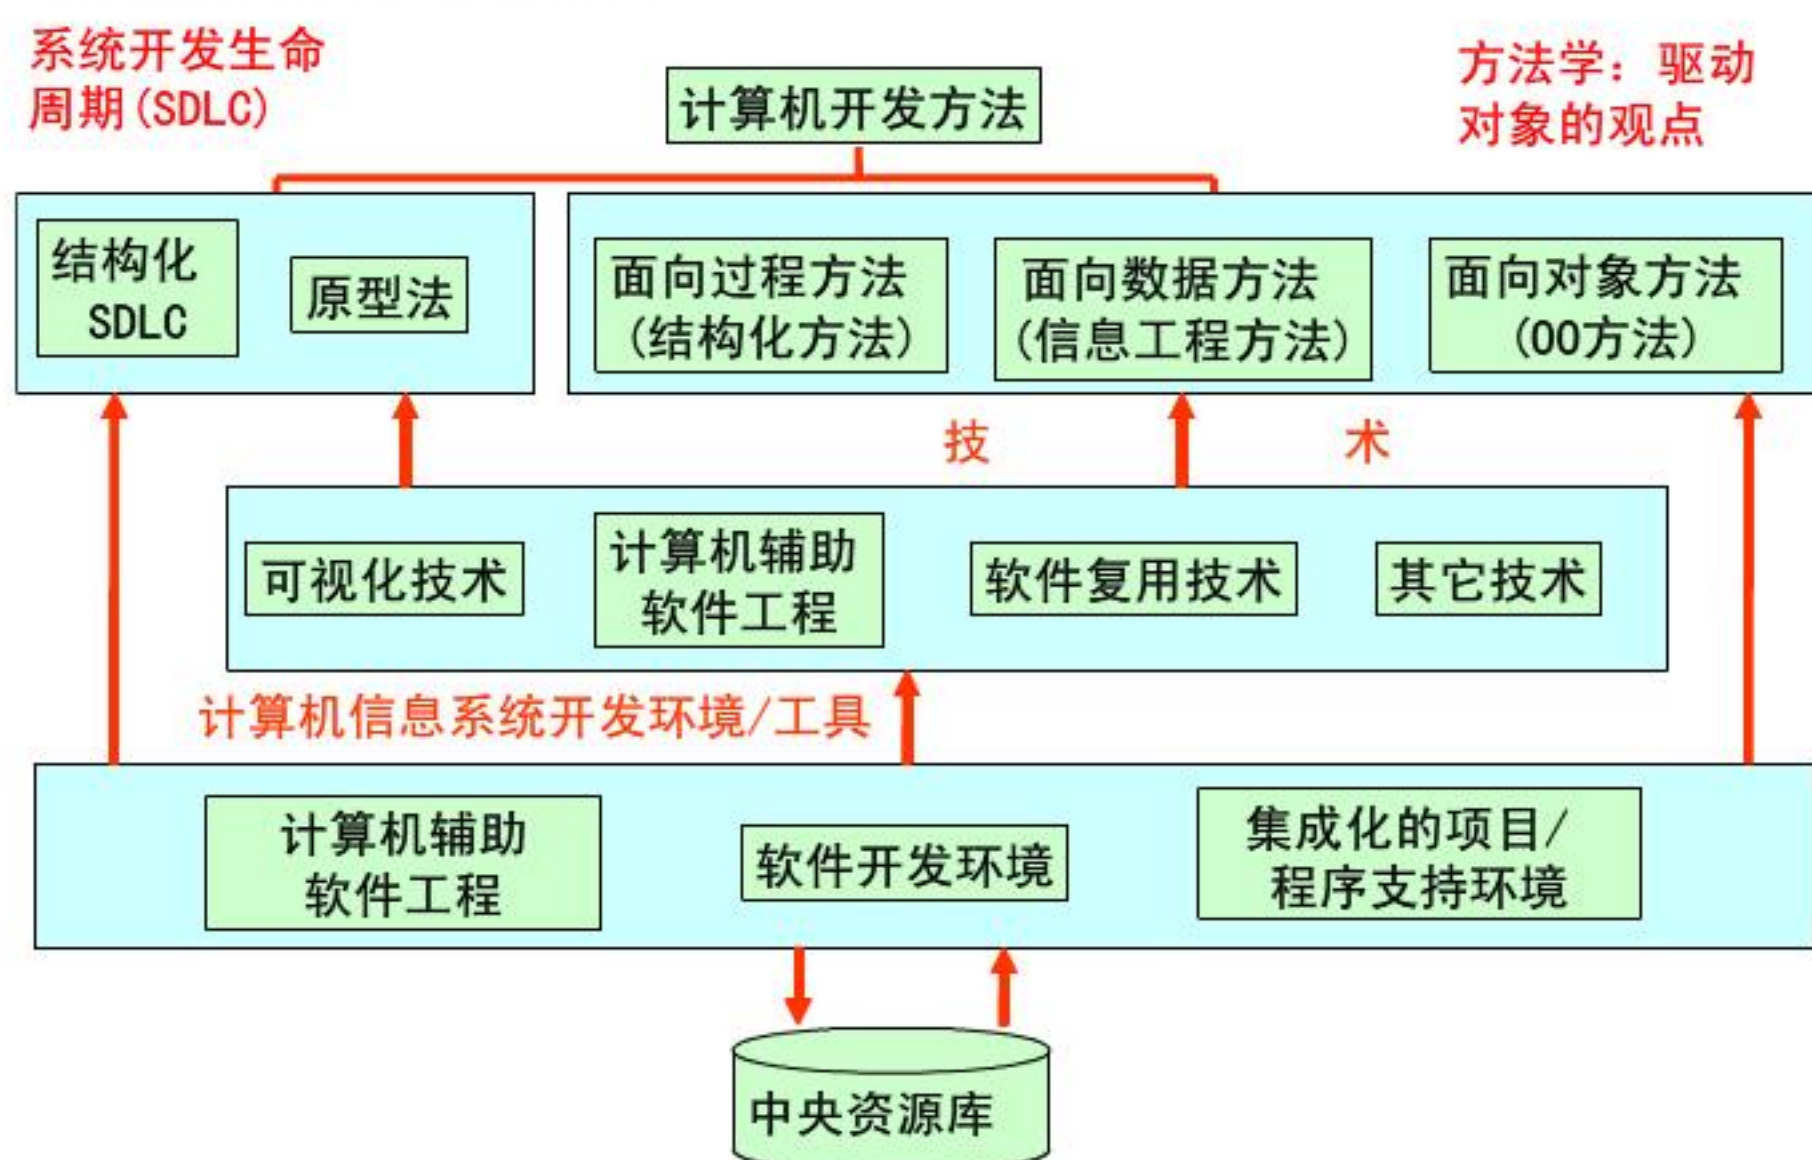 系统开发生命
周期(SDLC)
方法学：驱动
对象的观点
计算机开发方法
结构化
SDLC
原型法
面向过程方法
(结构化方法)
面向数据方法
(信息工程方法)
面向对象方法
(OO方法)
技 术
可视化技术
计算机辅助
软件工程
软件复用技术
其它技术
计算机信息系统开发环境/工具
计算机辅助
软件工程
软件开发环境
集成化的项目/
程序支持环境
中央资源库